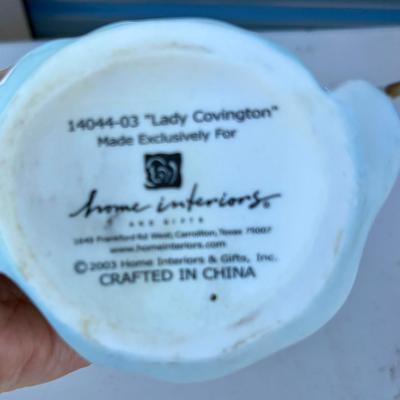 14044-03 "Lady Covington"
Made Exclusively For
home interiors®
AND GIFTS
1649 Frankford Rd West, Carrollton, Texas 75007
www.homeinteriors.com
©2003 Home Interiors & Gifts, Inc.
CRAFTED IN CHINA